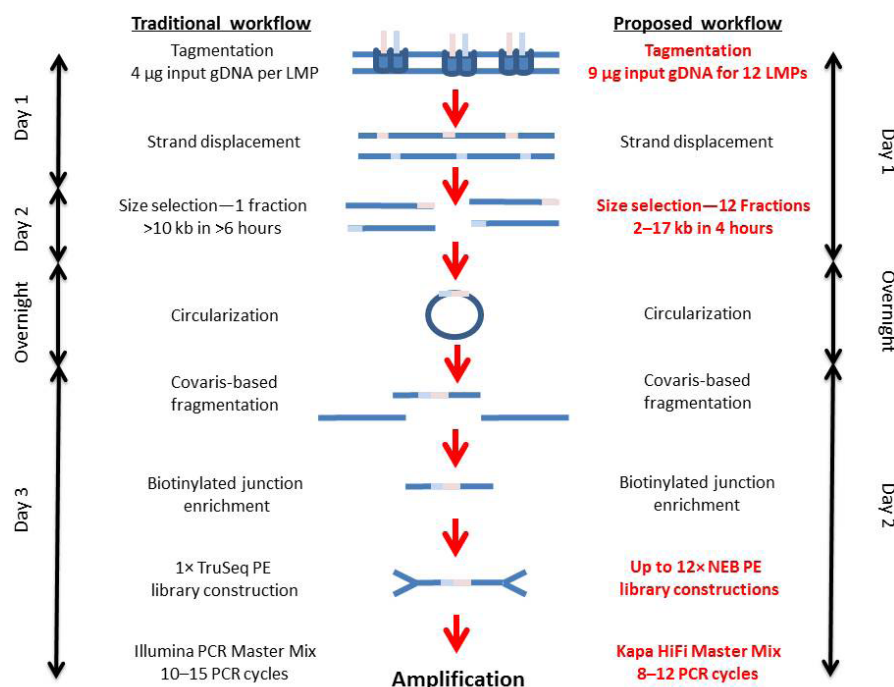 Traditional workflow
Proposed workflow
Tagmentation
4 µg input gDNA per LMP
Tagmentation
9 µg input gDNA for 12 LMPs
Day 1
Strand displacement
Strand displacement
Day 1
Day 2
Size selection—1 fraction
>10 kb in >6 hours
Size selection—12 Fractions
2–17 kb in 4 hours
Overnight
Circularization
Circularization
Overnight
Covaris-based
fragmentation
Covaris-based
fragmentation
Day 3
Biotinylated junction
enrichment
Biotinylated junction
enrichment
Day 2
1× TruSeq PE
library construction
Up to 12× NEB PE
library constructions
Illumina PCR Master Mix
10–15 PCR cycles
Amplification
Kapa HiFi Master Mix
8–12 PCR cycles